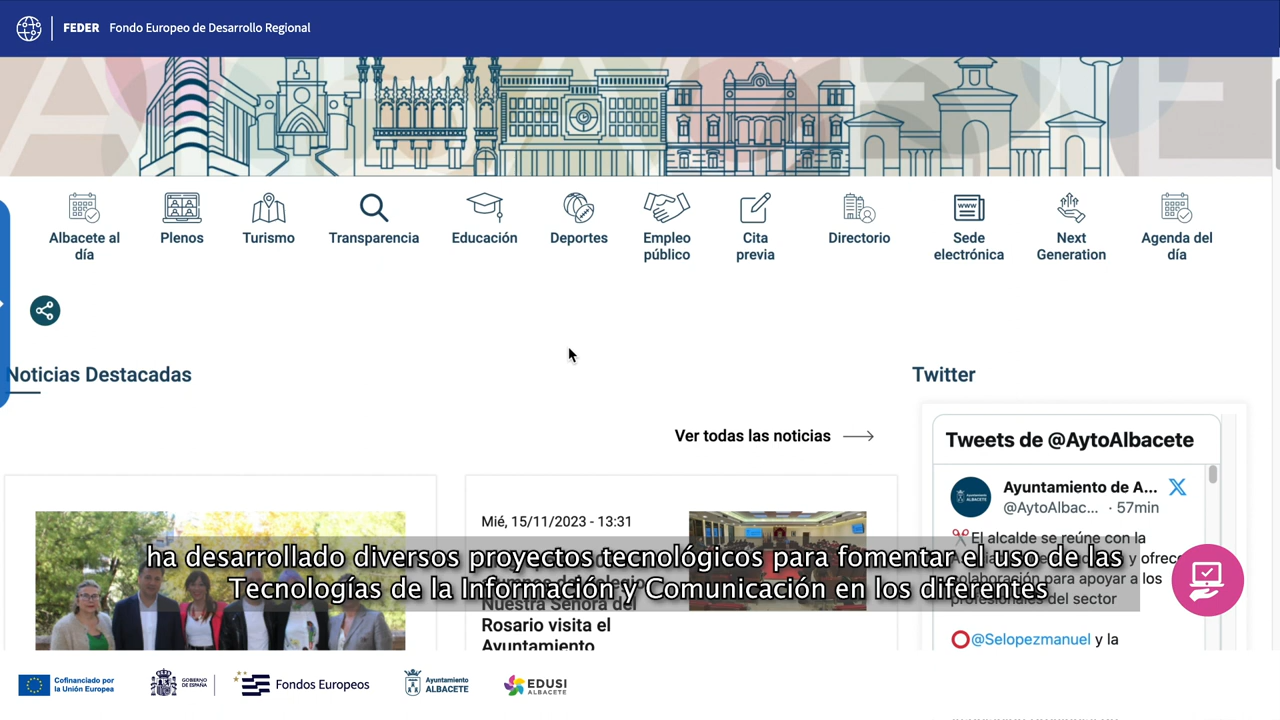 FEDER Fondo Europeo de Desarrollo Regional
ALBACETE
Albacete al día
Plenos
Turismo
Transparencia
Educación
Deportes
Empleo público
Cita previa
Directorio
Sede electrónica
Next Generation
Agenda del día
Noticias Destacadas
Twitter
Ver todas las noticias
Tweets de @AytoAlbacete
Mié, 15/11/2023 - 13:31
Nuestra Señora del
Rosario visita el
Ayuntamiento
Ayuntamiento de A...
@AytoAlbac... · 57min
El alcalde se reúne con la
y ofrece
colaboración para apoyar a los
profesionales del sector
@Selopezmanuel y la
ha desarrollado diversos proyectos tecnológicos para fomentar el uso de las
Tecnologías de la Información y Comunicación en los diferentes
Cofinanciado por
la Unión Europea
GOBIERNO
DE ESPAÑA
Fondos Europeos
Ayuntamiento
ALBACETE
EDUSI
ALBACETE